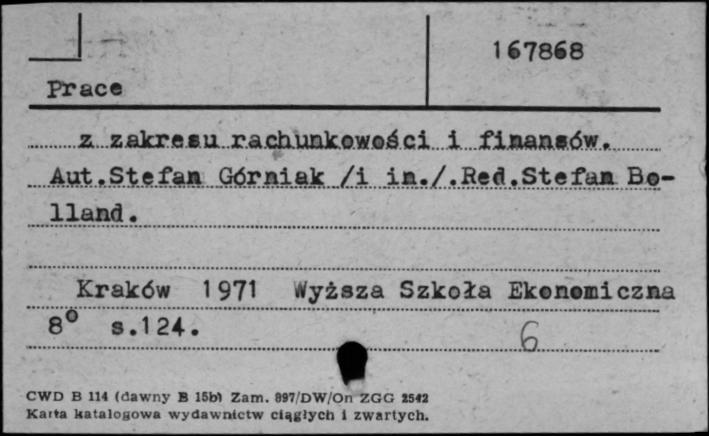 167868
Prace
z zakresu rachunkowości i finansów.
Aut.Stefan Górniak /i in./.Red.Stefan Bo-
lland.
Kraków 1971 Wyższa Szkoła Ekonomiczna
8° s.124.
6
CWD B 114 (dawny B 15b) Zam. 897/DW/On ZGG 2542
Karta katalogowa wydawnictw ciągłych i zwartych.